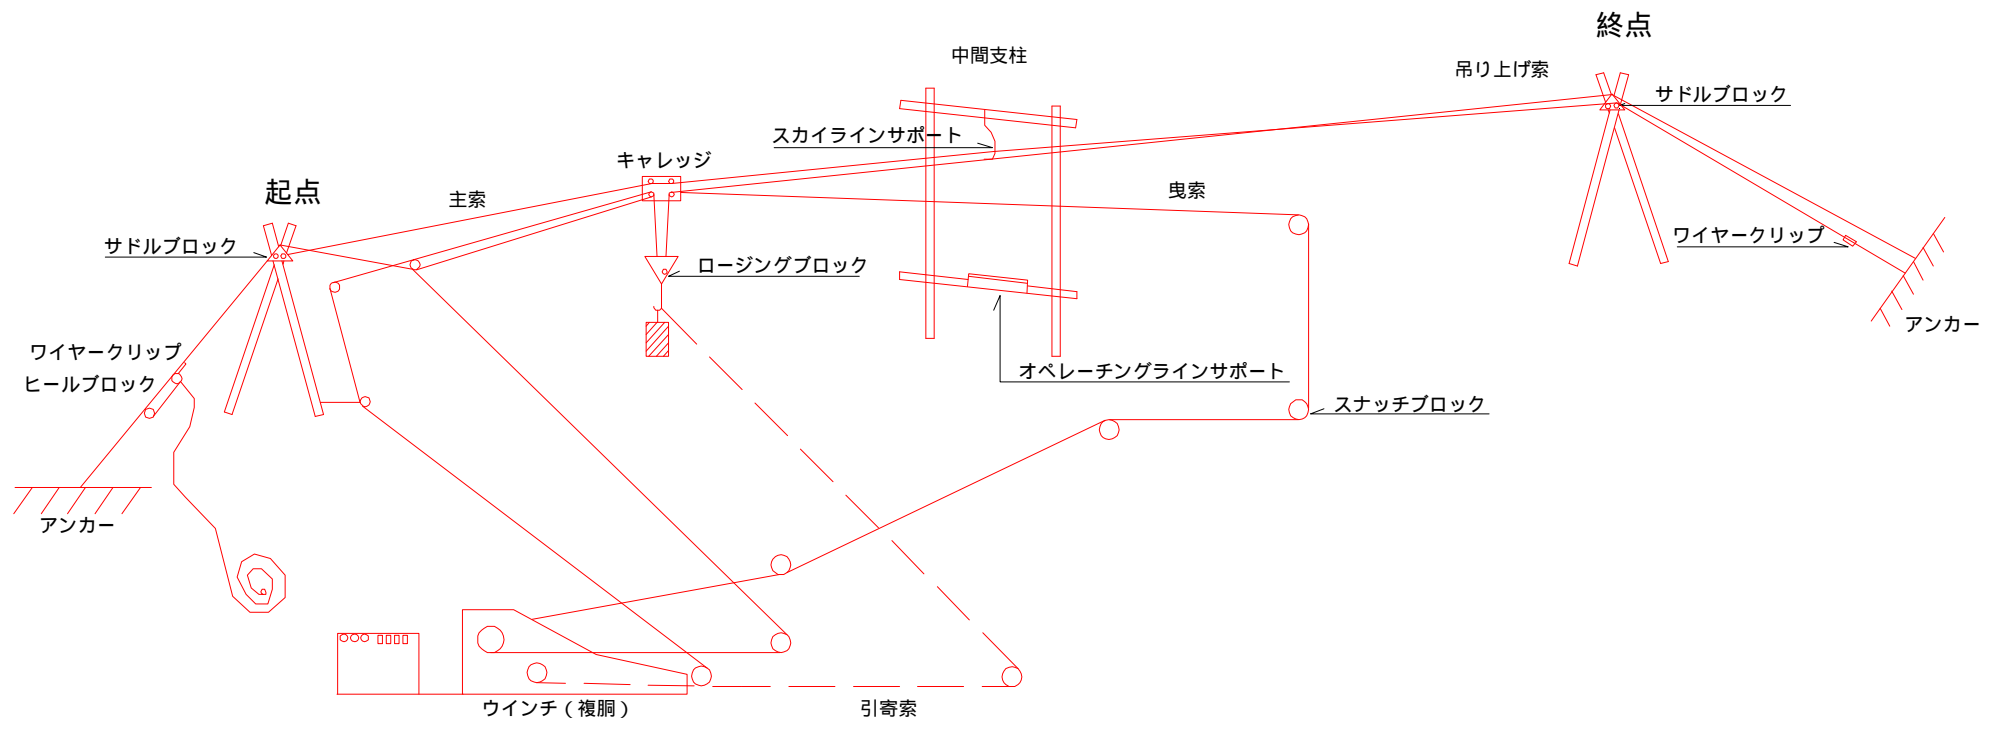 終点
中間支柱
吊り上げ索
サドルブロック
スカイラインサポート
キャレッジ
起点
主索
曳索
サドルブロック
ワイヤークリップ
ロージングブロック
アンカー
ワイヤークリップ
オペレーチングラインサポート
ヒールブロック
スナッチブロック
アンカー
ウインチ(複胴)
引寄索